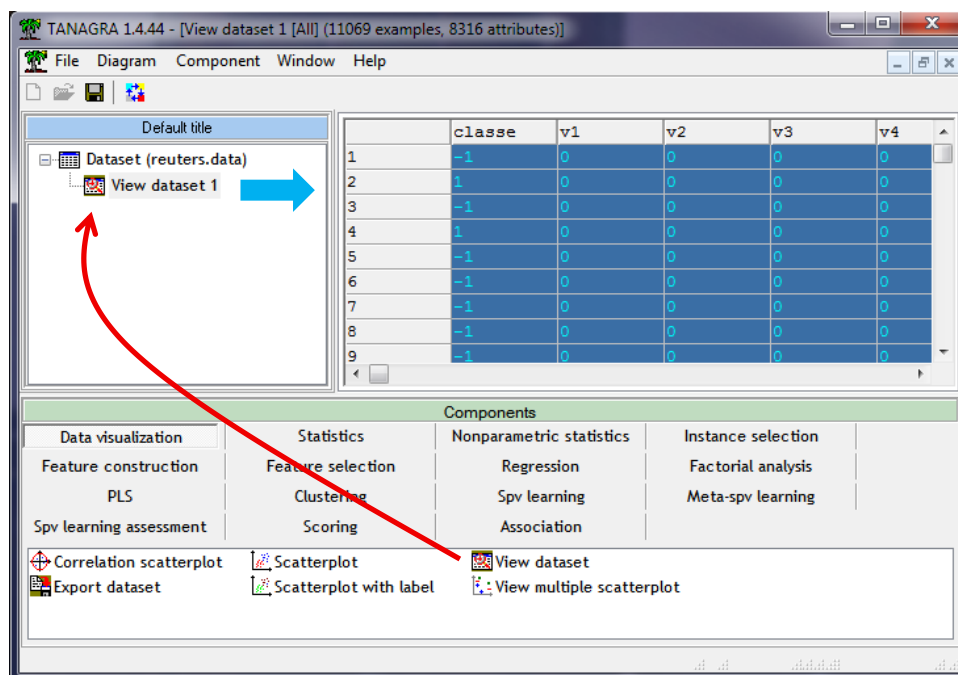 TANAGRA 1.4.44 - [View dataset 1 [All] (11069 examples, 8316 attributes)]
File Diagram Component Window Help
Default title
Dataset (reuters.data)
View dataset 1
classe v1 v2 v3 v4
1 -1 0 0 0 0
2 1 0 0 0 0
3 -1 0 0 0 0
4 1 0 0 0 0
5 -1 0 0 0 0
6 -1 0 0 0 0
7 -1 0 0 0 0
8 -1 0 0 0 0
9 -1 0 0 0 0
Components
Data visualization Statistics Nonparametric statistics Instance selection
Feature construction Feature selection Regression Factorial analysis
PLS Clustering Spv learning Meta-spv learning
Spv learning assessment Scoring Association
Correlation scatterplot Scatterplot View dataset
Export dataset Scatterplot with label View multiple scatterplot